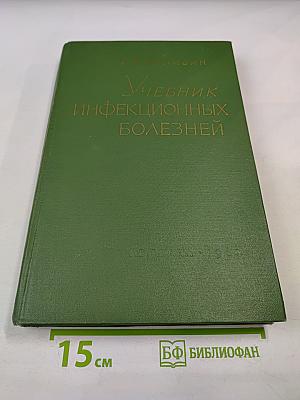 УЧЕБНИК
ИНФЕКЦИОННЫХ
БОЛЕЗНЕЙ
15 см
БФ БИБЛИОФАН